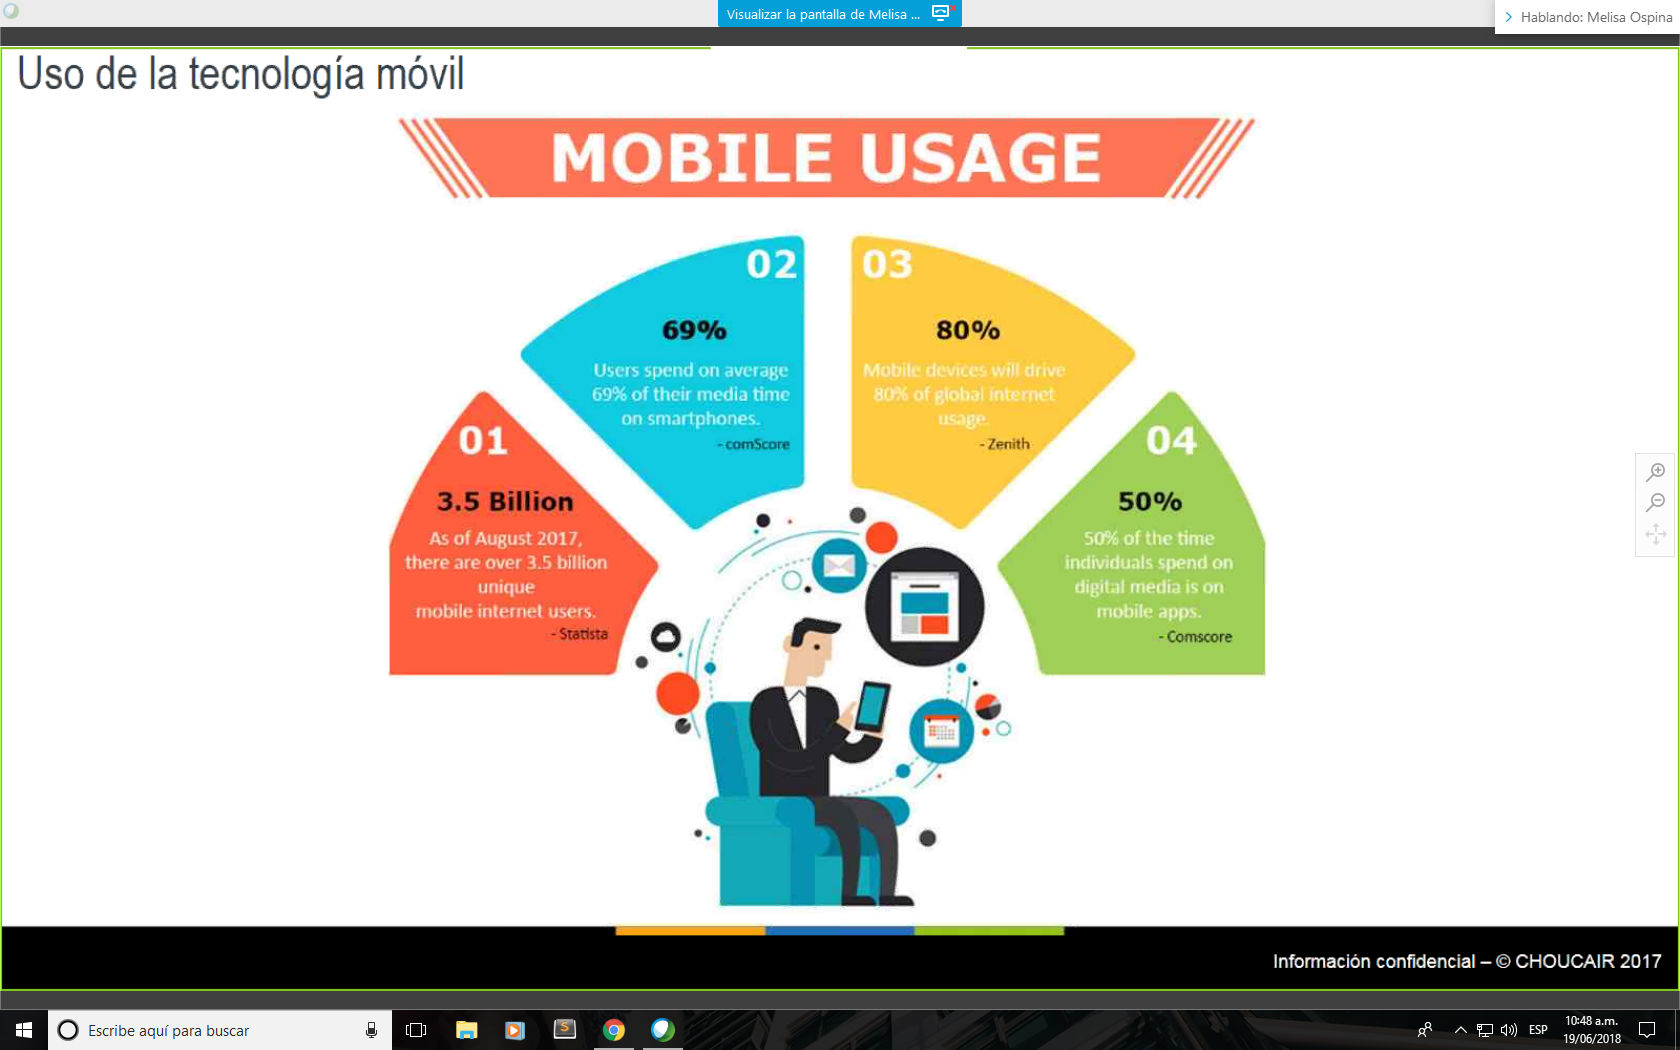 Visualizar la pantalla de Melisa ...
Hablando: Melisa Ospina
Uso de la tecnología móvil
MOBILE USAGE
01
3.5 Billion
As of August 2017,
there are over 3.5 billion
unique
mobile internet users.
- Statista
02
69%
Users spend on average
69% of their media time
on smartphones.
- comScore
03
80%
Mobile devices will drive
80% of global internet
usage.
- Zenith
04
50%
50% of the time
individuals spend on
digital media is on
mobile apps.
- Comscore
Información confidencial – © CHOUCAIR 2017
Escribe aquí para buscar
S
ESP
10:48 a.m.
19/06/2018